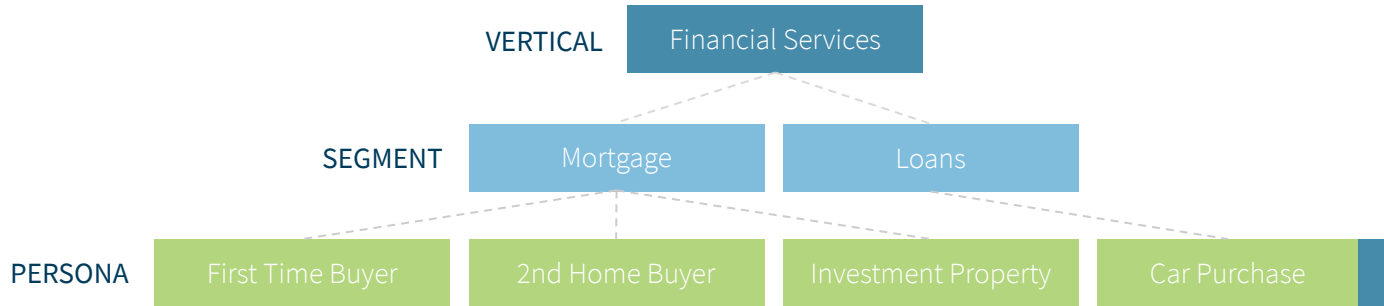 VERTICAL Financial Services
SEGMENT Mortgage Loans
PERSONA First Time Buyer 2nd Home Buyer Investment Property Car Purchase